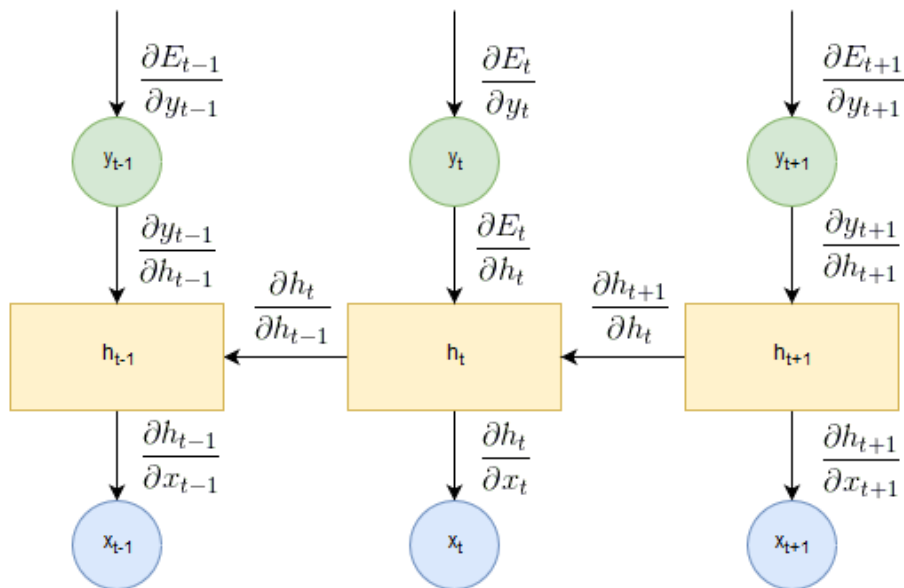 ∂E_{t−1}/∂y_{t−1} ∂E_t/∂y_t ∂E_{t+1}/∂y_{t+1}
y_{t-1} y_t y_{t+1}
∂y_{t−1}/∂h_{t−1} ∂E_t/∂h_t ∂y_{t+1}/∂h_{t+1}
∂h_t/∂h_{t−1} ∂h_{t+1}/∂h_t
h_{t-1} h_t h_{t+1}
∂h_{t−1}/∂x_{t−1} ∂h_t/∂x_t ∂h_{t+1}/∂x_{t+1}
x_{t-1} x_t x_{t+1}